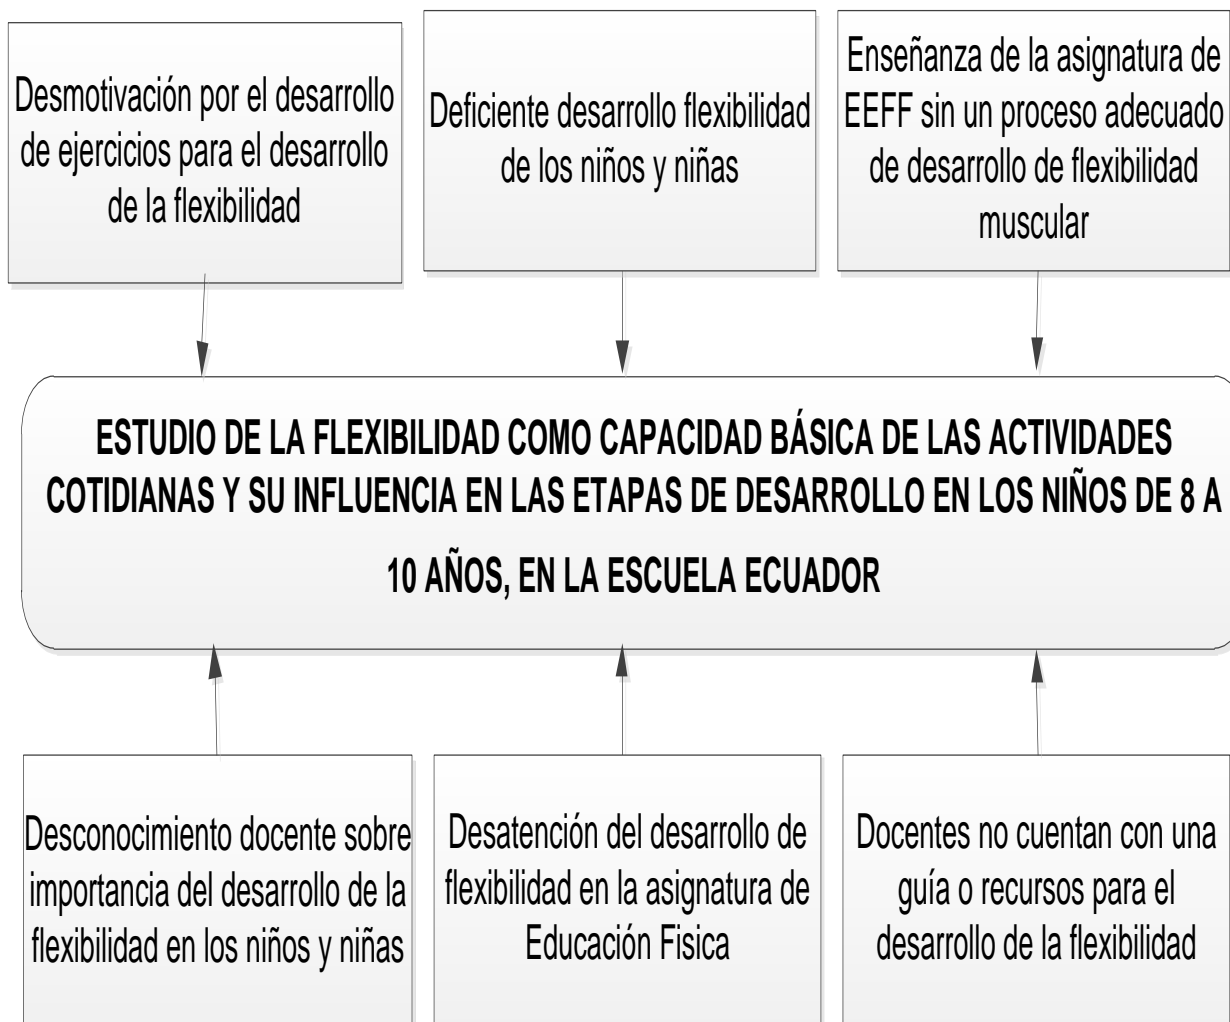 Desmotivación por el desarrollo
de ejercicios para el desarrollo
de la flexibilidad
Deficiente desarrollo flexibilidad
de los niños y niñas
Enseñanza de la asignatura de
EEFF sin un proceso adecuado
de desarrollo de flexibilidad
muscular
ESTUDIO DE LA FLEXIBILIDAD COMO CAPACIDAD BÁSICA DE LAS ACTIVIDADES
COTIDIANAS Y SU INFLUENCIA EN LAS ETAPAS DE DESARROLLO EN LOS NIÑOS DE 8 A
10 AÑOS, EN LA ESCUELA ECUADOR
Desconocimiento docente sobre
importancia del desarrollo de la
flexibilidad en los niños y niñas
Desatención del desarrollo de
flexibilidad en la asignatura de
Educación Fisica
Docentes no cuentan con una
guía o recursos para el
desarrollo de la flexibilidad